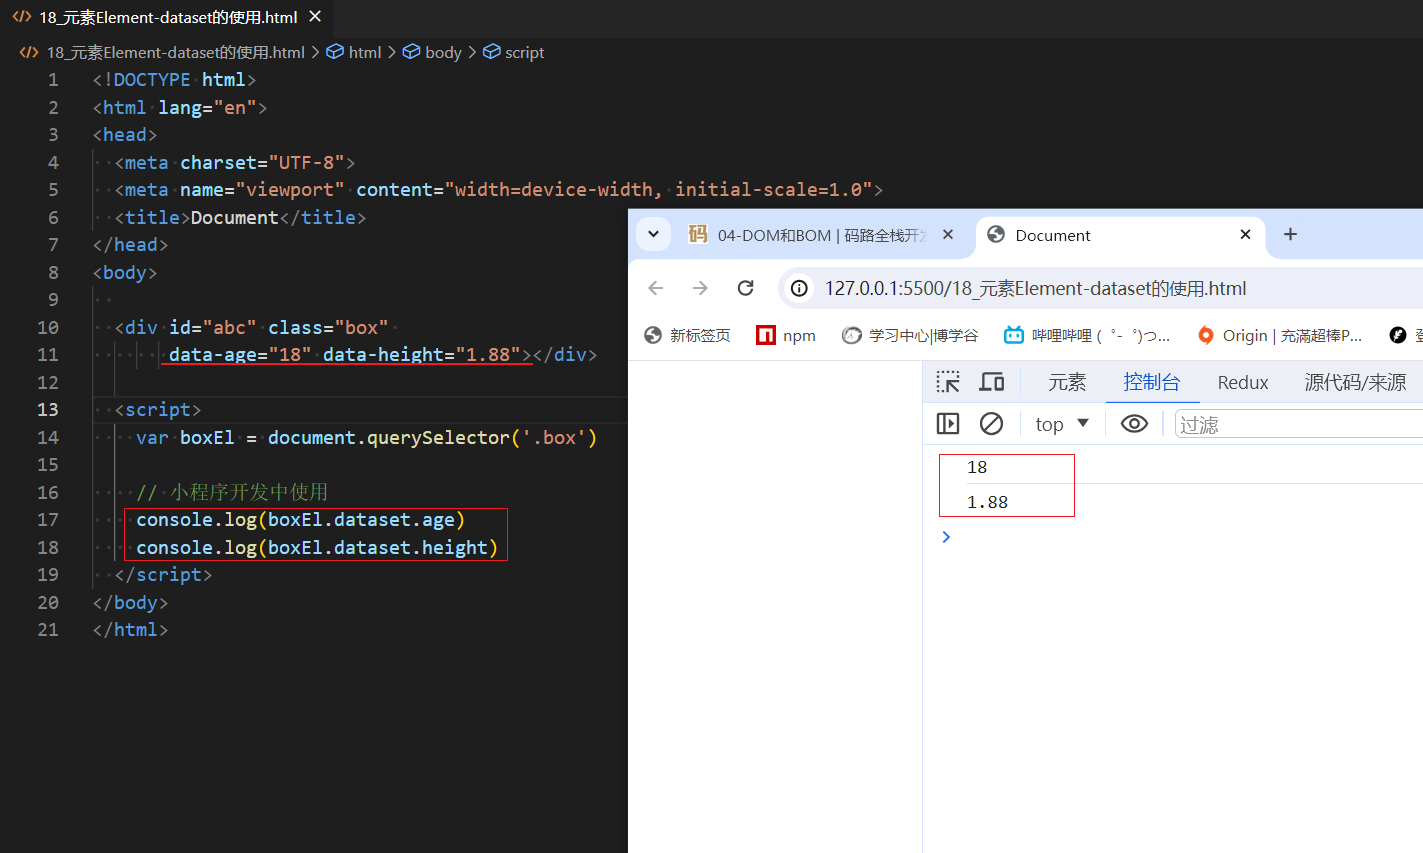 18_元素Element-dataset的使用.html
18_元素Element-dataset的使用.html > html > body > script
1 <!DOCTYPE html>
2 <html lang="en">
3 <head>
4 <meta charset="UTF-8">
5 <meta name="viewport" content="width=device-width, initial-scale=1.0">
6 <title>Document</title>
7 </head>
8 <body>
9
10 <div id="abc" class="box"
11 data-age="18" data-height="1.88"></div>
12
13 <script>
14 var boxEl = document.querySelector('.box')
15
16 // 小程序开发中使用
17 console.log(boxEl.dataset.age)
18 console.log(boxEl.dataset.height)
19 </script>
20 </body>
21 </html>
码 04-DOM和BOM | 码路全栈开 Document
127.0.0.1:5500/18_元素Element-dataset的使用.html
新标签页 npm 学习中心|博学谷 哔哩哔哩 ( ゜- ゜)つ... Origin | 充满超棒P...
元素 控制台 Redux 源代码/来源
top 过滤
18
1.88